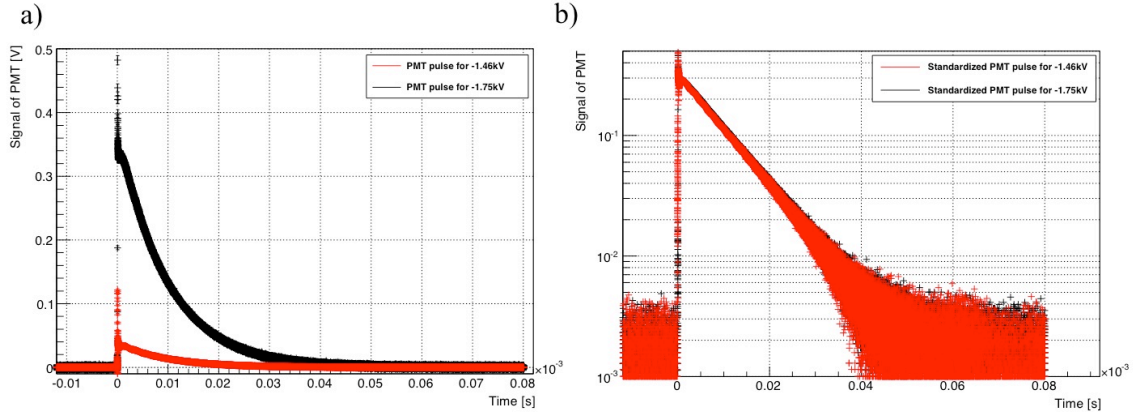 a)
Signal of PMT [V]
0.5
0.4
0.3
0.2
0.1
0
PMT pulse for -1.46kV
PMT pulse for -1.75kV
-0.01 0 0.01 0.02 0.03 0.04 0.05 0.06 0.07 0.08
×10⁻³
Time [s]
b)
Signal of PMT
10⁻¹
10⁻²
10⁻³
Standardized PMT pulse for -1.46kV
Standardized PMT pulse for -1.75kV
0 0.02 0.04 0.06 0.08
×10⁻³
Time [s]